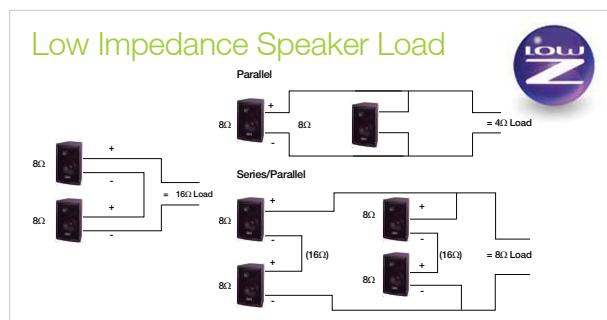 Low Impedance Speaker Load
LOW
Z
Parallel
8Ω
+
-
8Ω
= 4Ω Load
8Ω
+
-
8Ω
+
-
= 16Ω Load
Series/Parallel
8Ω
+
-
(16Ω)
8Ω
+
-
8Ω
+
-
(16Ω)
8Ω
+
-
= 8Ω Load